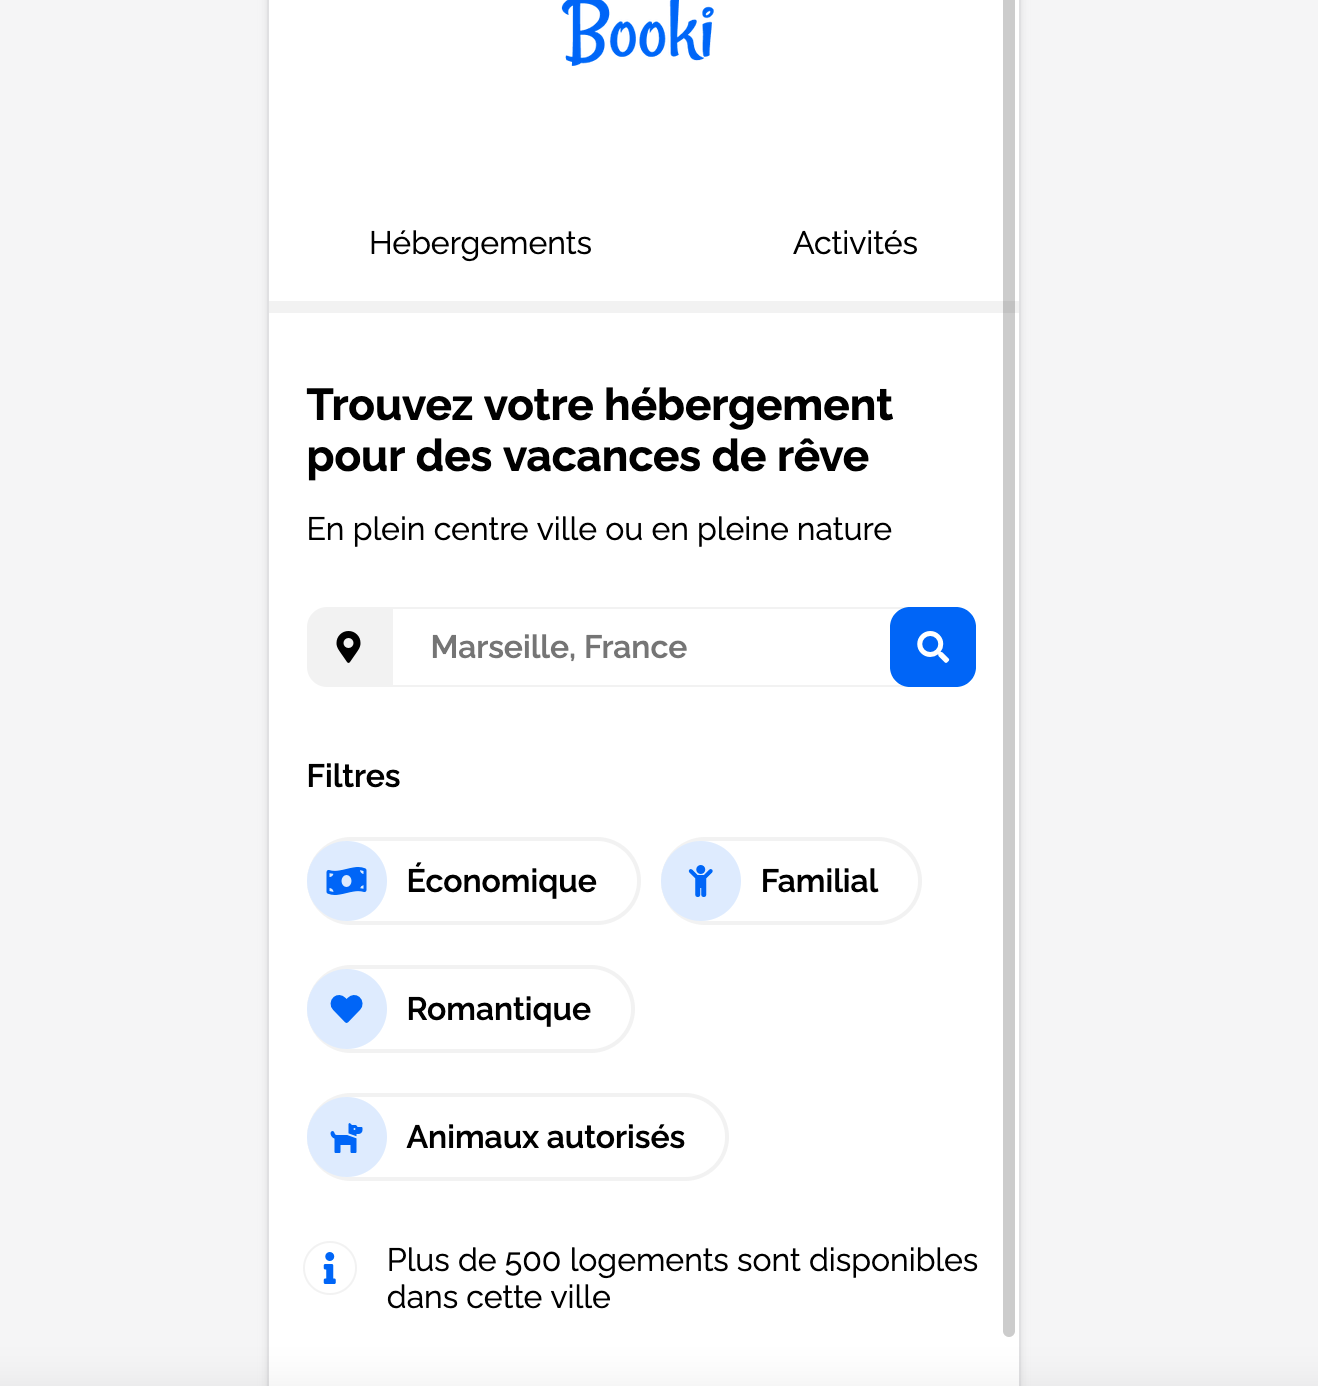 Booki
Hébergements Activités
Trouvez votre hébergement
pour des vacances de rêve
En plein centre ville ou en pleine nature
Marseille, France
Filtres
Économique Familial
Romantique
Animaux autorisés
Plus de 500 logements sont disponibles
dans cette ville